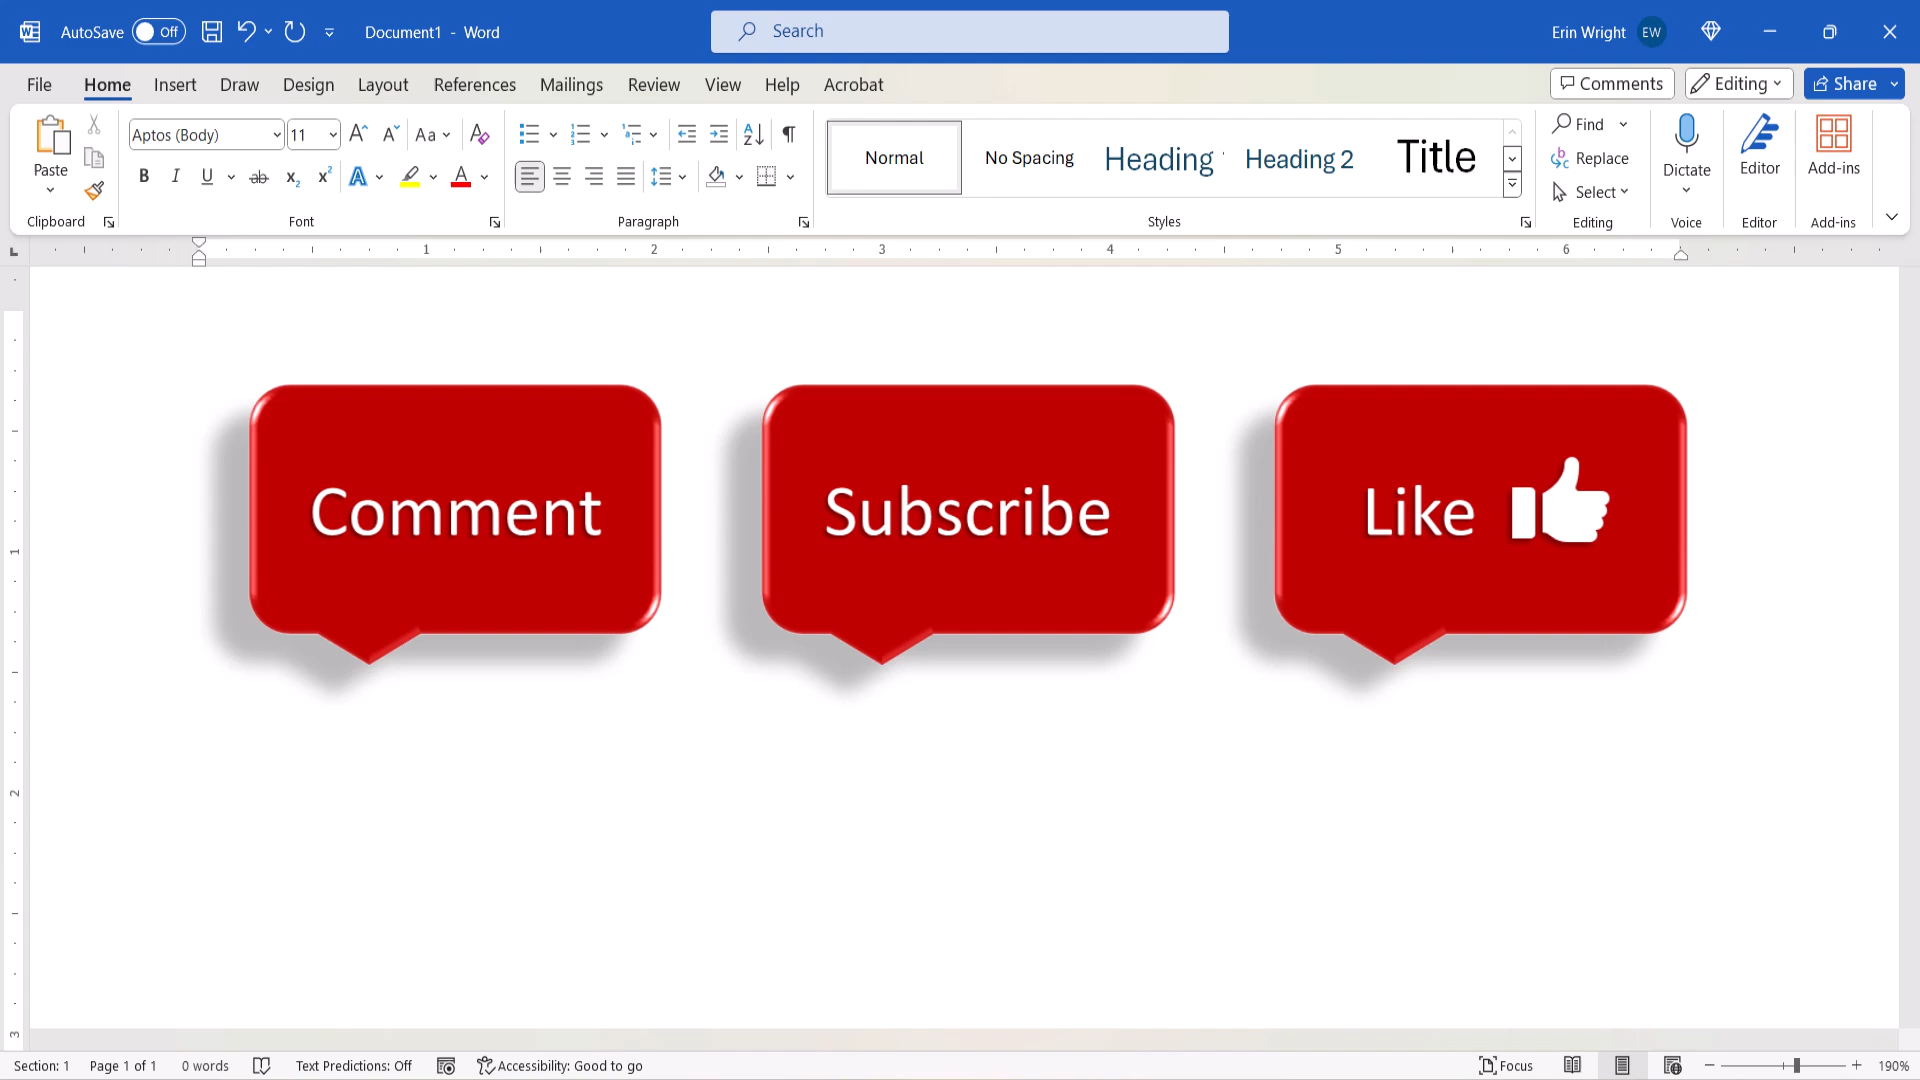 AutoSave Off Document1 - Word Search Erin Wright EW
File Home Insert Draw Design Layout References Mailings Review View Help Acrobat Comments Editing Share
Paste Aptos (Body) 11 Aa Normal No Spacing Heading Heading 2 Title Find Replace Select Dictate Editor Add-ins
Clipboard Font Paragraph Styles Editing Voice Editor Add-ins
1 2 3 4 5 6
Comment Subscribe Like
1
2
3
Section: 1 Page 1 of 1 0 words Text Predictions: Off Accessibility: Good to go Focus 190%